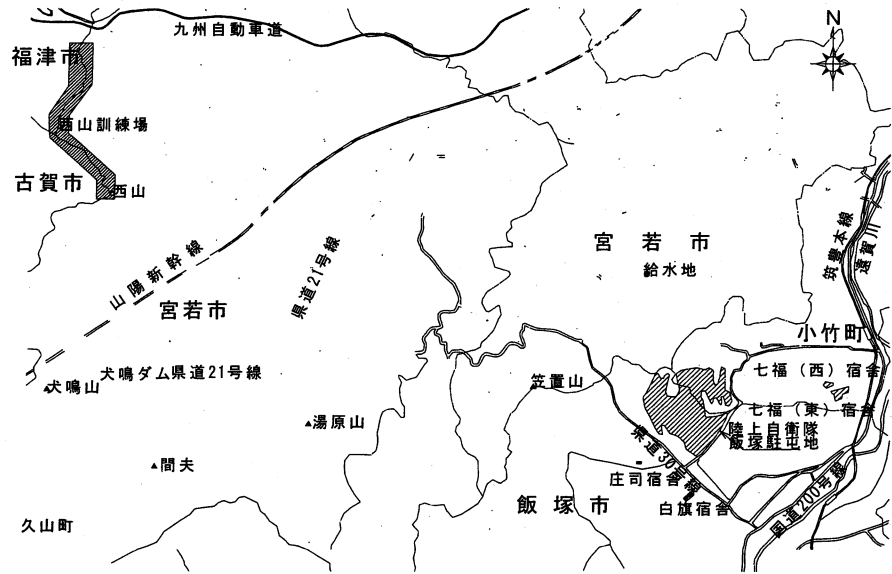 九州自動車道
N
福津市
西山訓練場
古賀市
西山
山陽新幹線
県道21号線
宮若市
宮若市
給水地
筑豊本線
遠賀川
小竹町
犬鳴ダム県道21号線
犬鳴山
笠置山
七福(西)宿舎
七福(東)宿舎
陸上自衛隊
飯塚駐屯地
湯原山
間夫
県道30号線
庄司宿舎
白旗宿舎
国道200号線
飯塚市
久山町